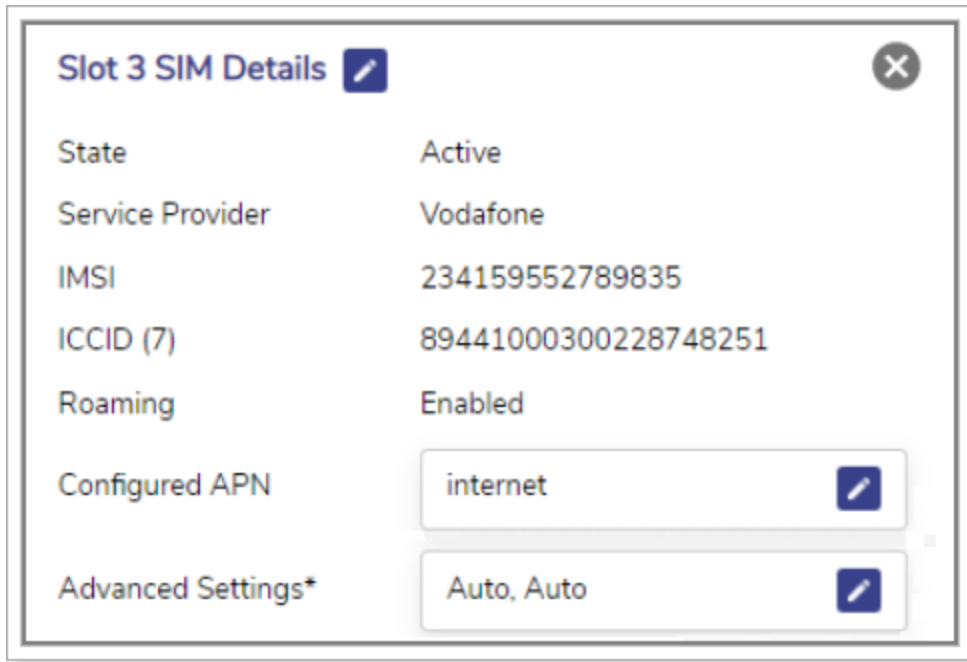 Slot 3 SIM Details
State Active
Service Provider Vodafone
IMSI 234159552789835
ICCID (7) 89441000300228748251
Roaming Enabled
Configured APN internet
Advanced Settings* Auto, Auto